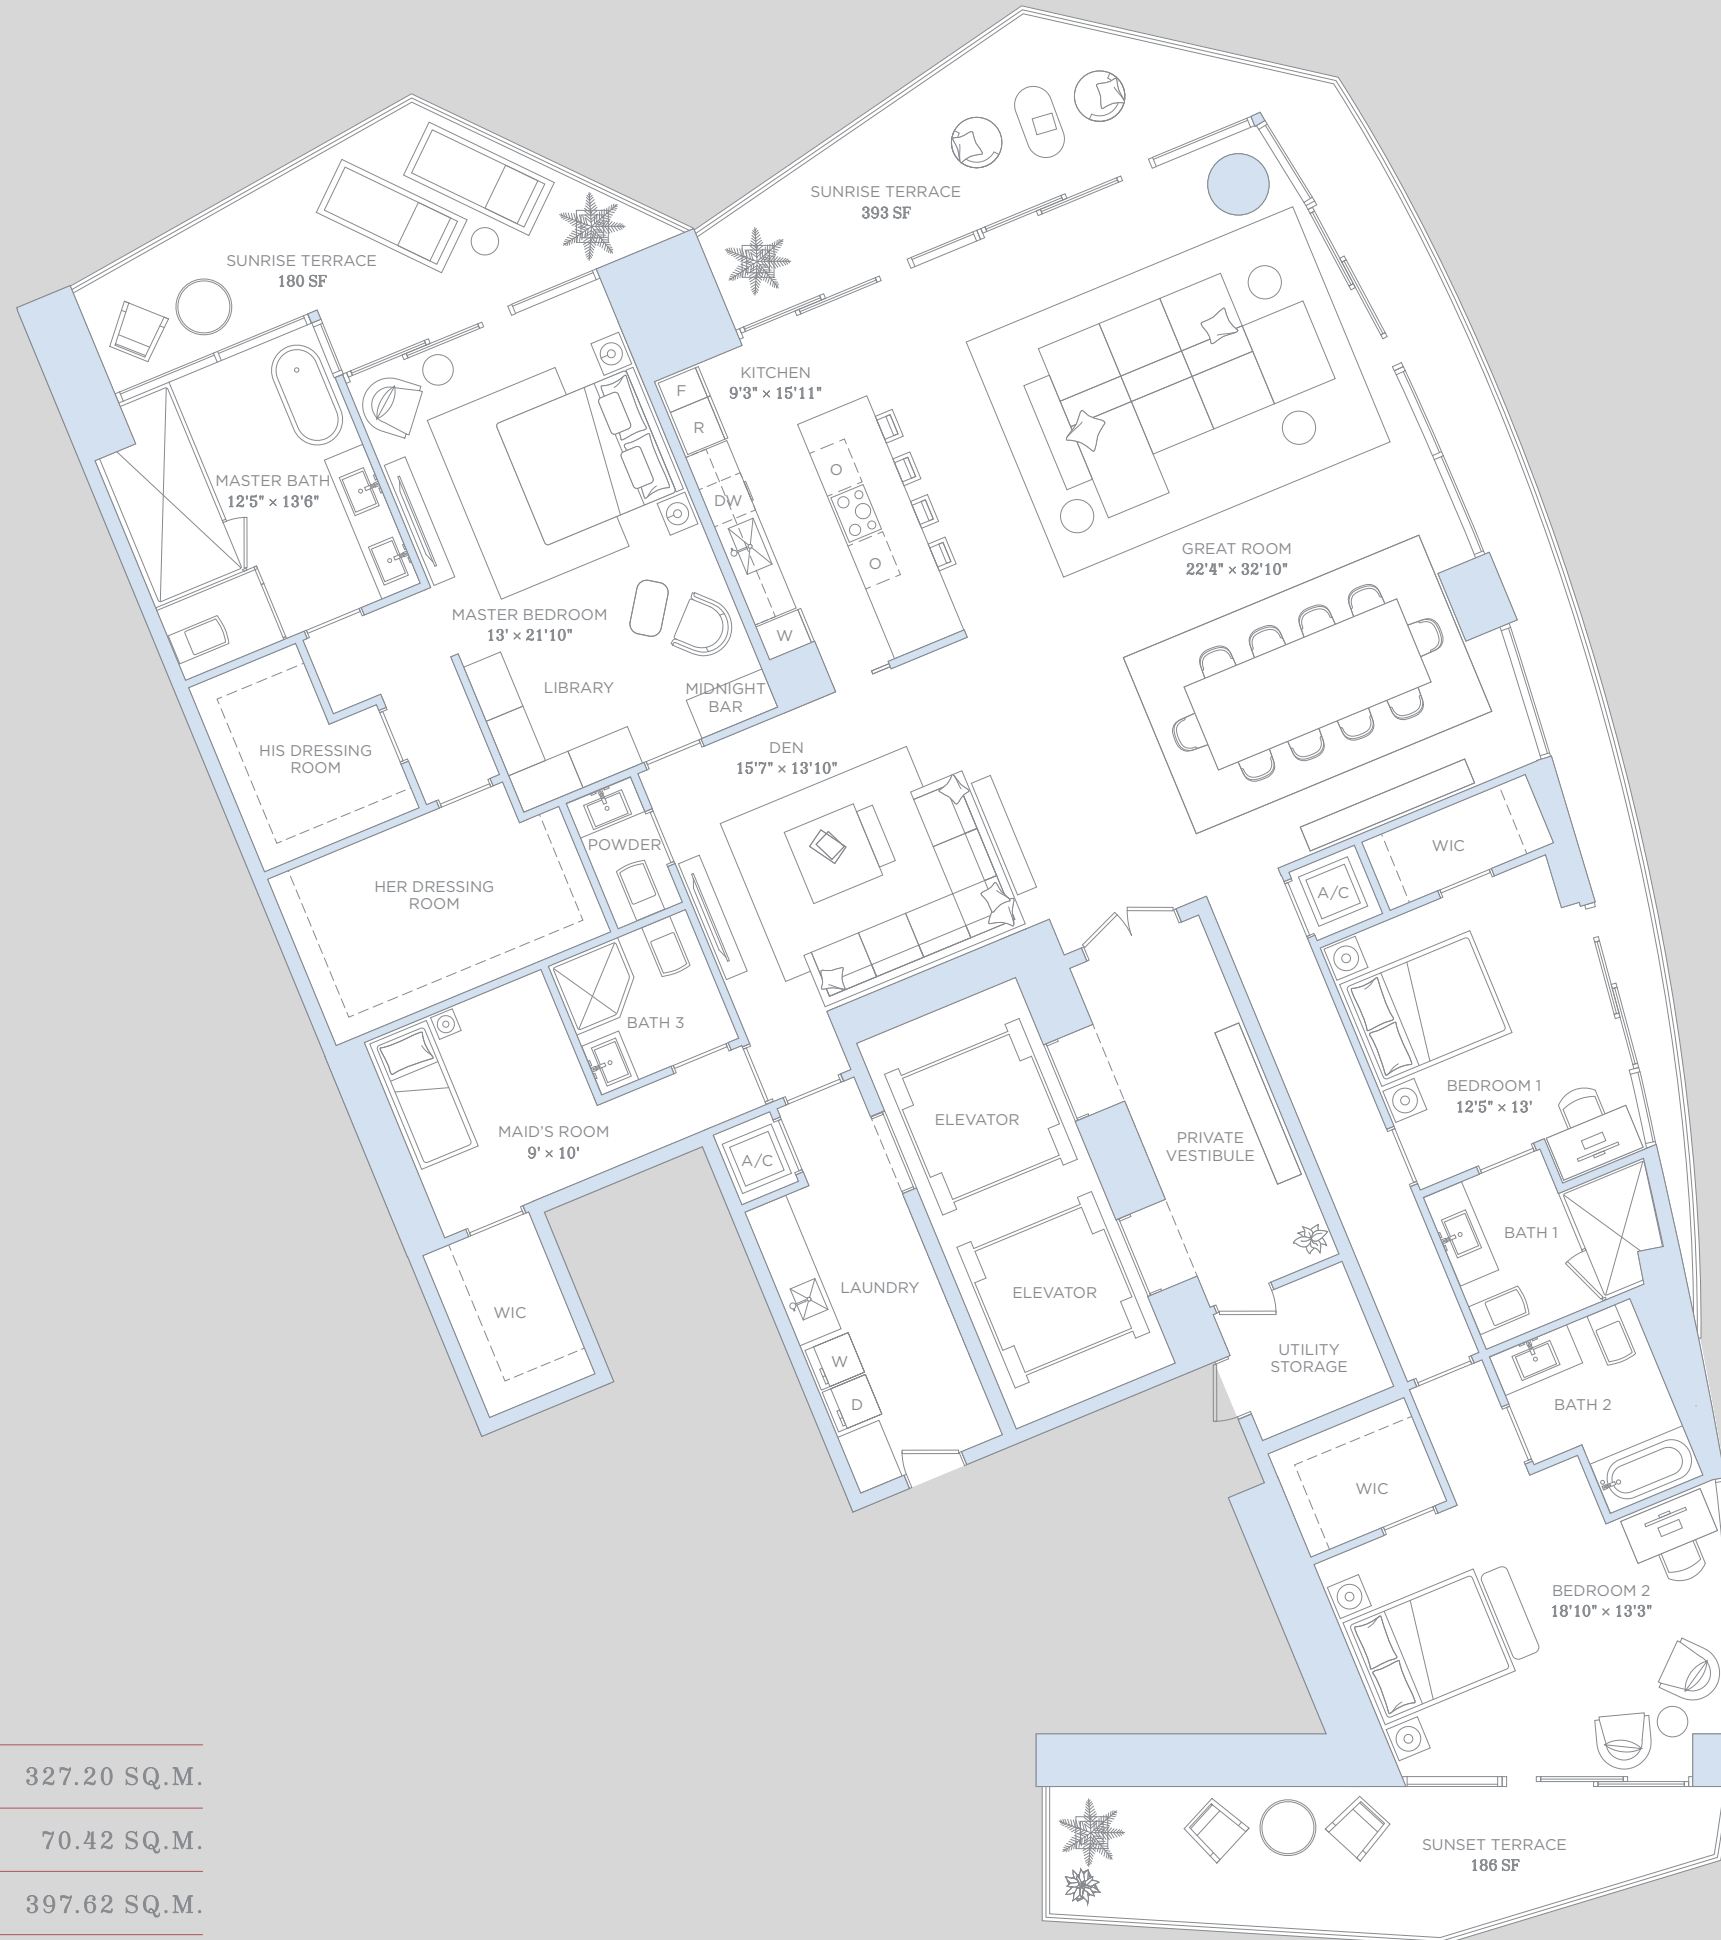 SUNRISE TERRACE
393 SF
SUNRISE TERRACE
180 SF
KITCHEN
9'3" × 15'11"
F
R
DW
W
MASTER BATH
12'5" × 13'6"
GREAT ROOM
22'4" × 32'10"
MASTER BEDROOM
13' × 21'10"
LIBRARY
MIDNIGHT
BAR
HIS DRESSING
ROOM
DEN
15'7" × 13'10"
POWDER
WIC
A/C
HER DRESSING
ROOM
BATH 3
BEDROOM 1
12'5" × 13'
MAID'S ROOM
9' × 10'
A/C
ELEVATOR
PRIVATE
VESTIBULE
BATH 1
LAUNDRY
ELEVATOR
WIC
W
D
UTILITY
STORAGE
BATH 2
WIC
BEDROOM 2
18'10" × 13'3"
SUNSET TERRACE
186 SF
327.20 SQ.M.
70.42 SQ.M.
397.62 SQ.M.